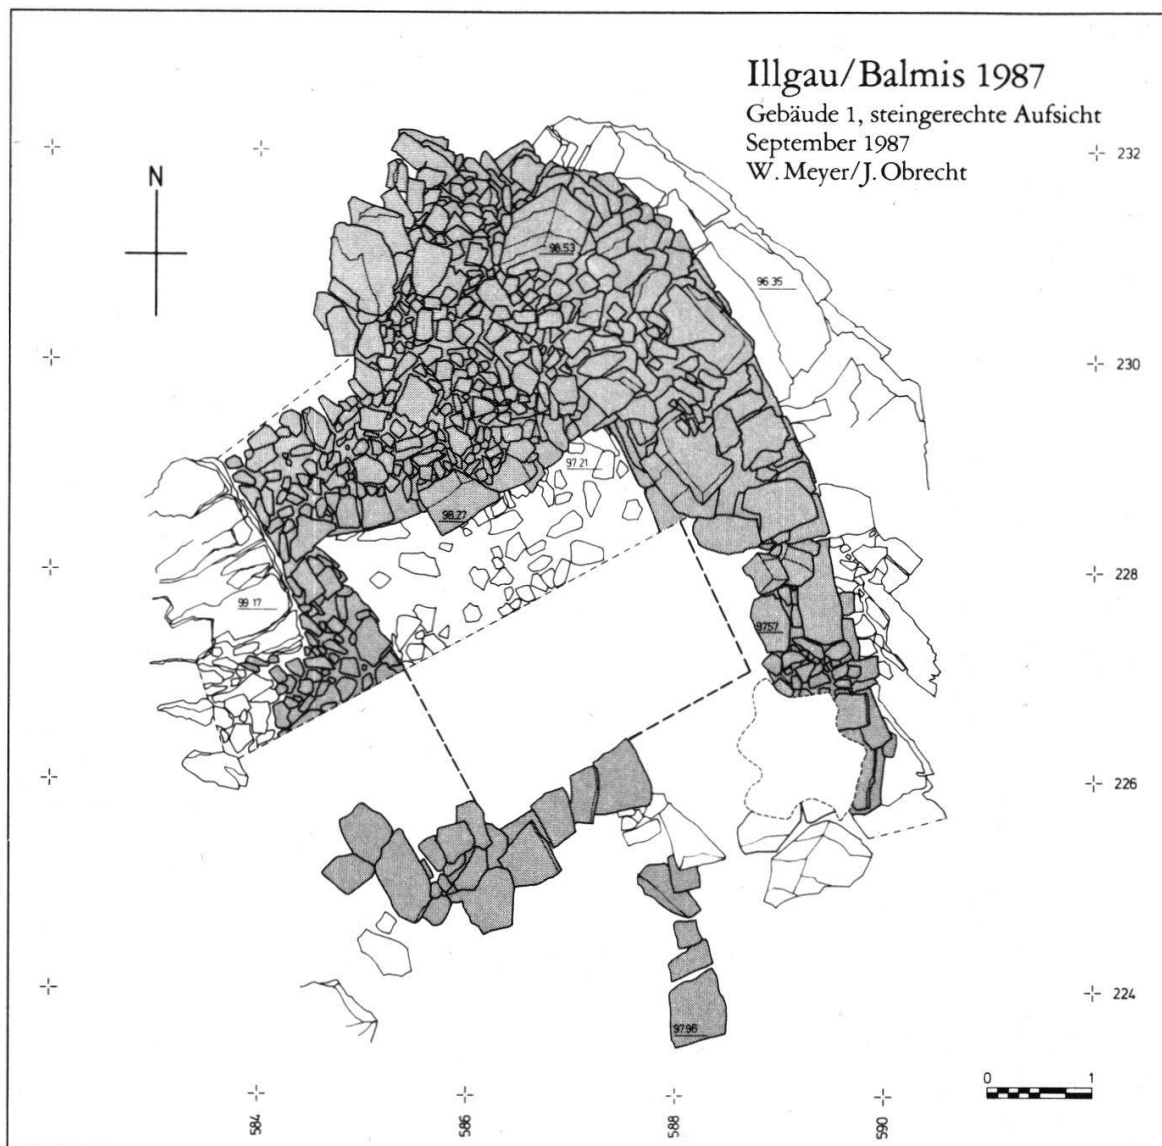 Illgau/Balmis 1987
Gebäude 1, steingerechte Aufsicht
September 1987
W. Meyer/J. Obrecht
232
N
98.53
96.35
230
97.21
98.27
228
99.17
97.57
226
224
97.96
0 1
584 586 588 590